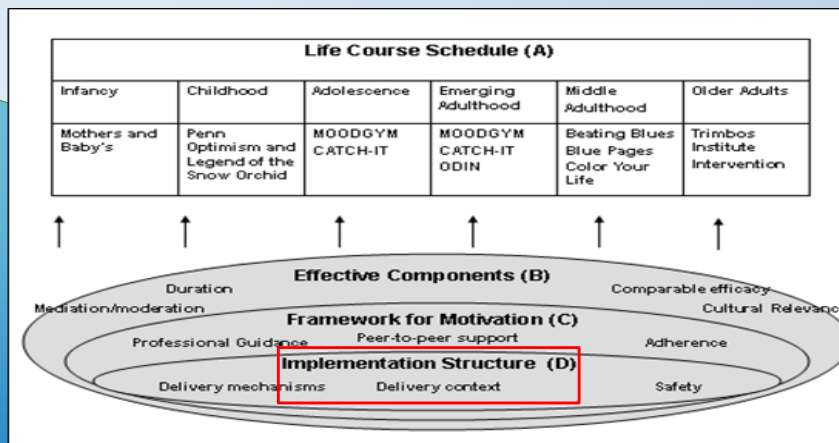 Life Course Schedule (A)
Infancy
Childhood
Adolescence
Emerging Adulthood
Middle Adulthood
Older Adults
Mothers and Baby's
Penn Optimism and Legend of the Snow Orchid
MOODGYM
CATCH-IT
MOODGYM
CATCH-IT
ODIN
Beating Blues
Blue Pages
Color Your Life
Trimbos Institute Intervention
Effective Components (B)
Duration
Comparable efficacy
Mediation/moderation
Cultural Relevance
Framework for Motivation (C)
Professional Guidance
Peer-to-peer support
Adherence
Implementation Structure (D)
Delivery mechanisms
Delivery context
Safety